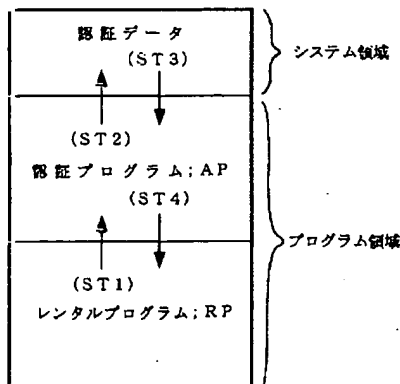 認証データ
(ST3)
システム領域
(ST2)
認証プログラム;AP
(ST4)
プログラム領域
(ST1)
レンタルプログラム;RP